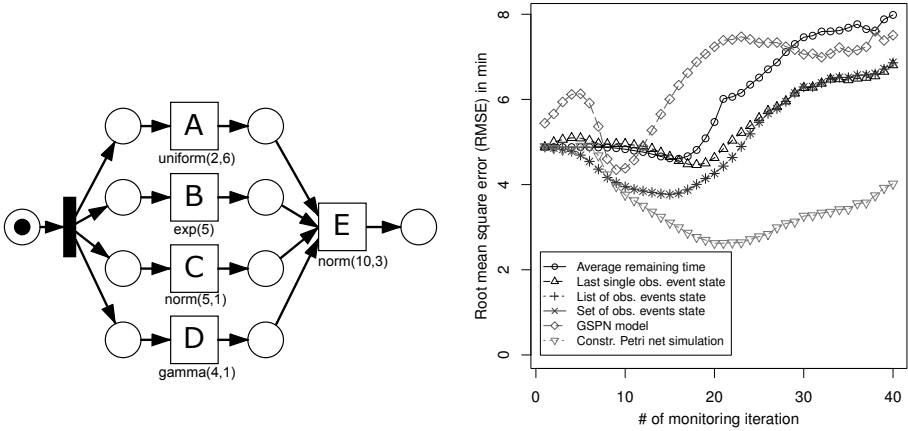 A
uniform(2,6)
B
exp(5)
C
norm(5,1)
D
gamma(4,1)
E
norm(10,3)
Root mean square error (RMSE) in min
8
6
4
2
0
Average remaining time
Last single obs. event state
List of obs. events state
Set of obs. events state
GSPN model
Constr. Petri net simulation
0 10 20 30 40
# of monitoring iteration